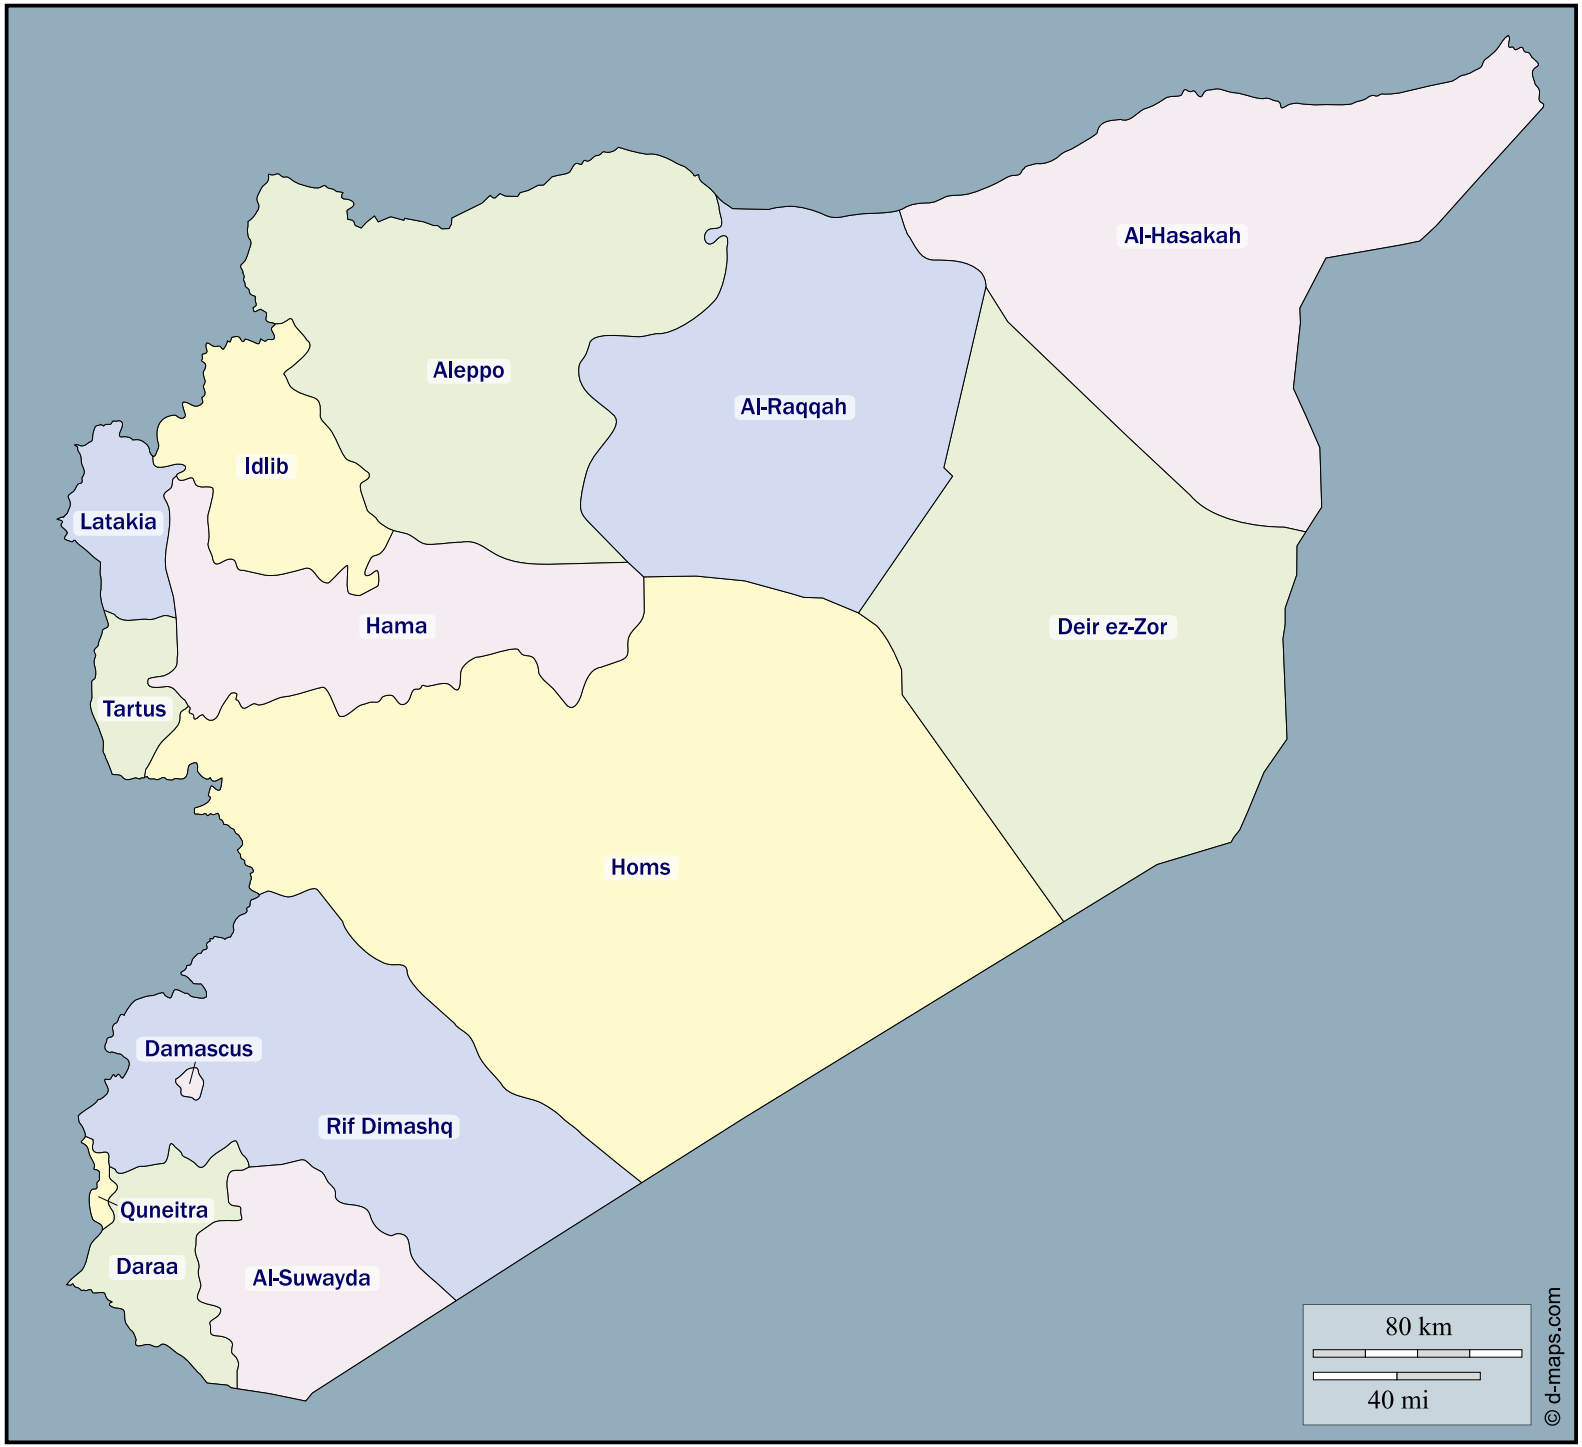 Al-Hasakah
Aleppo
Al-Raqqah
Idlib
Latakia
Hama
Deir ez-Zor
Tartus
Homs
Damascus
Rif Dimashq
Quneitra
Daraa
Al-Suwayda
80 km
40 mi
© d-maps.com